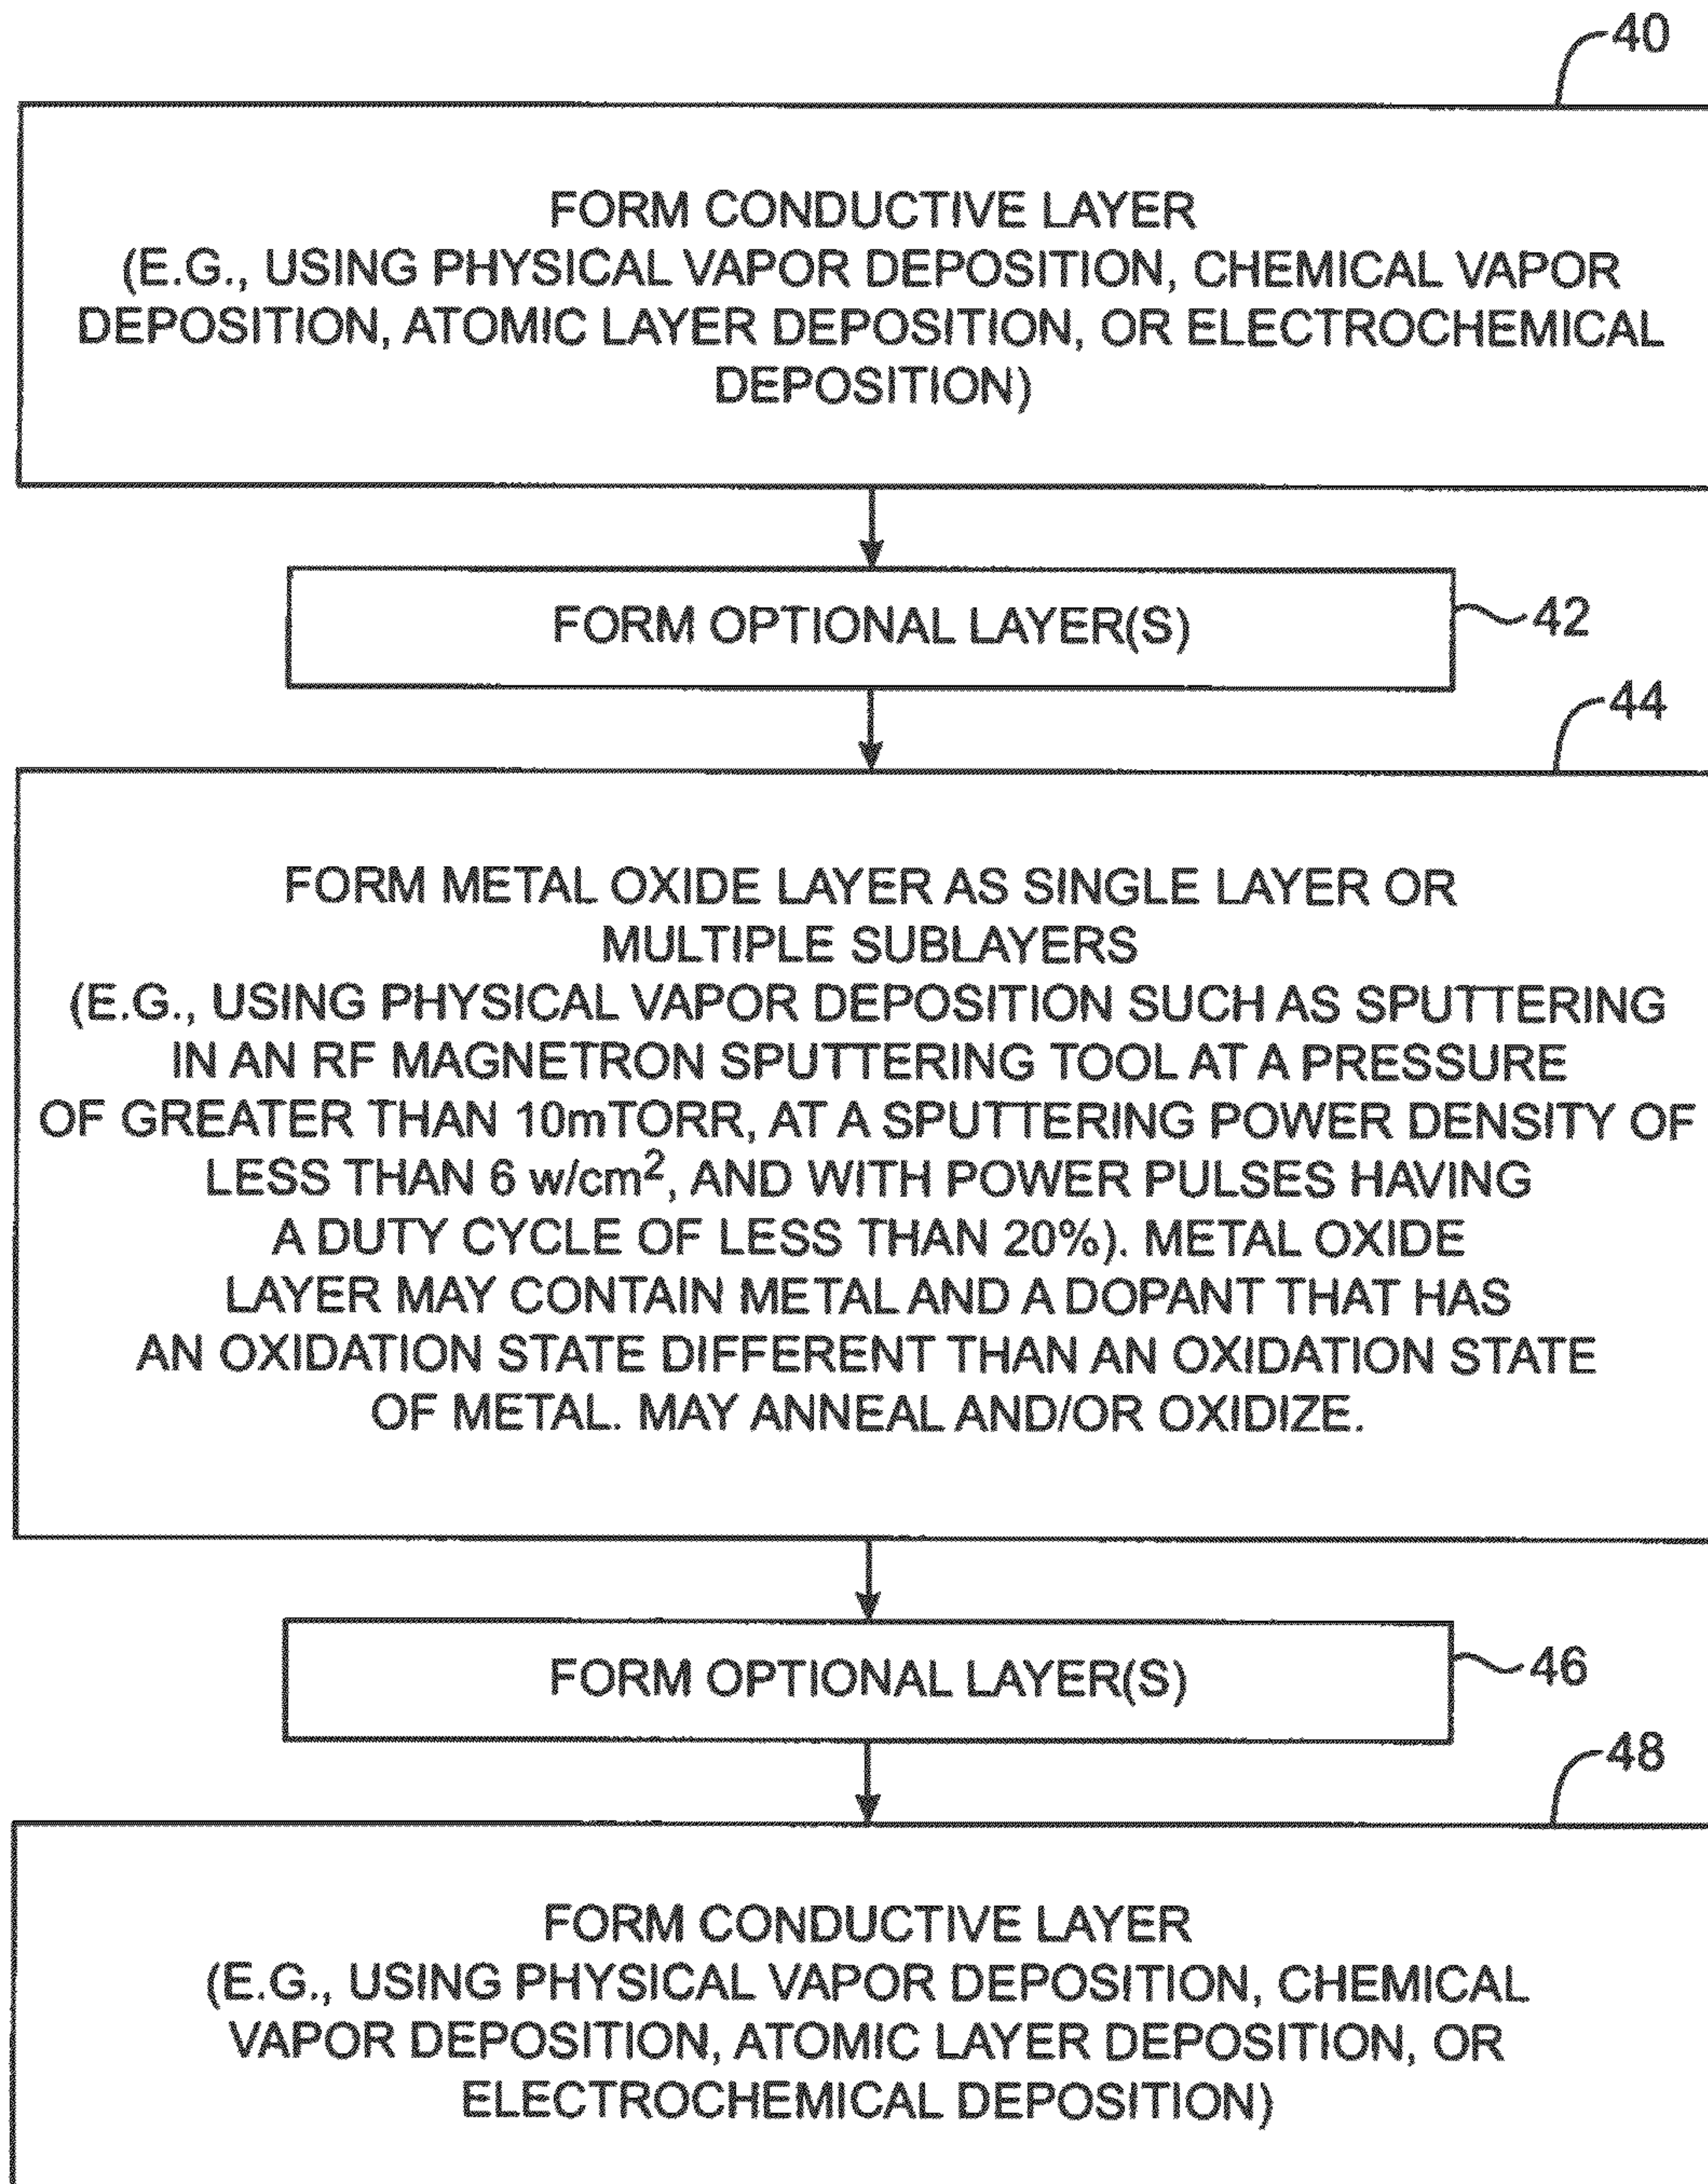 40
FORM CONDUCTIVE LAYER
(E.G., USING PHYSICAL VAPOR DEPOSITION, CHEMICAL VAPOR
DEPOSITION, ATOMIC LAYER DEPOSITION, OR ELECTROCHEMICAL
DEPOSITION)
FORM OPTIONAL LAYER(S)
42
44
FORM METAL OXIDE LAYER AS SINGLE LAYER OR
MULTIPLE SUBLAYERS
(E.G., USING PHYSICAL VAPOR DEPOSITION SUCH AS SPUTTERING
IN AN RF MAGNETRON SPUTTERING TOOL AT A PRESSURE
OF GREATER THAN 10mTORR, AT A SPUTTERING POWER DENSITY OF
LESS THAN 6 w/cm², AND WITH POWER PULSES HAVING
A DUTY CYCLE OF LESS THAN 20%). METAL OXIDE
LAYER MAY CONTAIN METAL AND A DOPANT THAT HAS
AN OXIDATION STATE DIFFERENT THAN AN OXIDATION STATE
OF METAL. MAY ANNEAL AND/OR OXIDIZE.
FORM OPTIONAL LAYER(S)
46
48
FORM CONDUCTIVE LAYER
(E.G., USING PHYSICAL VAPOR DEPOSITION, CHEMICAL
VAPOR DEPOSITION, ATOMIC LAYER DEPOSITION, OR
ELECTROCHEMICAL DEPOSITION)